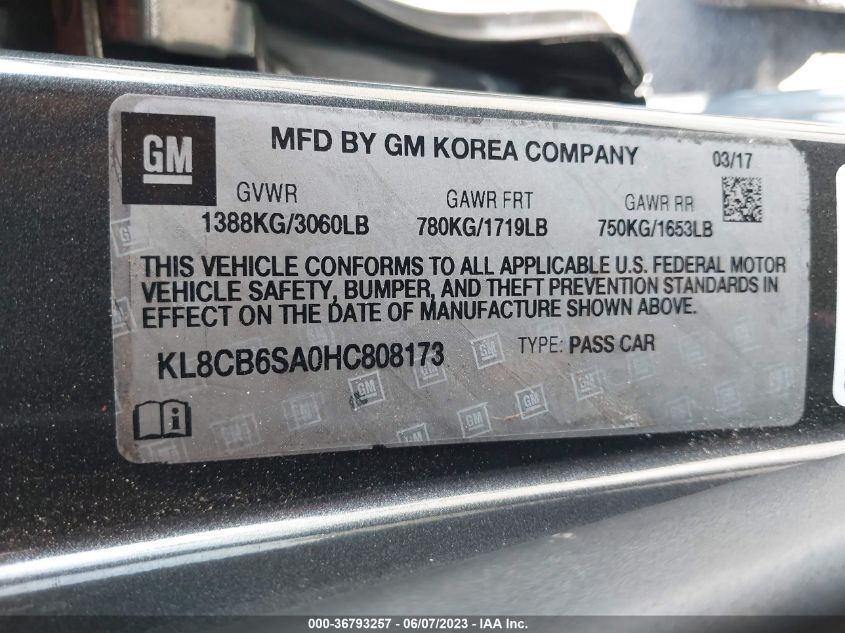 GM
MFD BY GM KOREA COMPANY
03/17
GVWR GAWR FRT GAWR RR
1388KG/3060LB 780KG/1719LB 750KG/1653LB
THIS VEHICLE CONFORMS TO ALL APPLICABLE U.S. FEDERAL MOTOR
VEHICLE SAFETY, BUMPER, AND THEFT PREVENTION STANDARDS IN
EFFECT ON THE DATE OF MANUFACTURE SHOWN ABOVE.
KL8CB6SA0HC808173 TYPE: PASS CAR
000-36793257 - 06/07/2023 - IAA Inc.